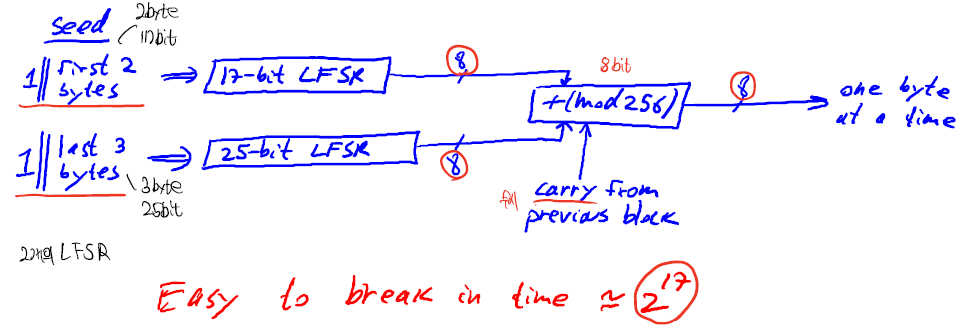 seed
2byte
17bit
1 || first 2 bytes
⇒ 17-bit LFSR
8
8bit
+(mod 256)
8
one byte
at a time
1 || last 3 bytes
⇒ 25-bit LFSR
8
3byte
25bit
carry from
previous block
LFSR
Easy to break in time ≈ 2^17